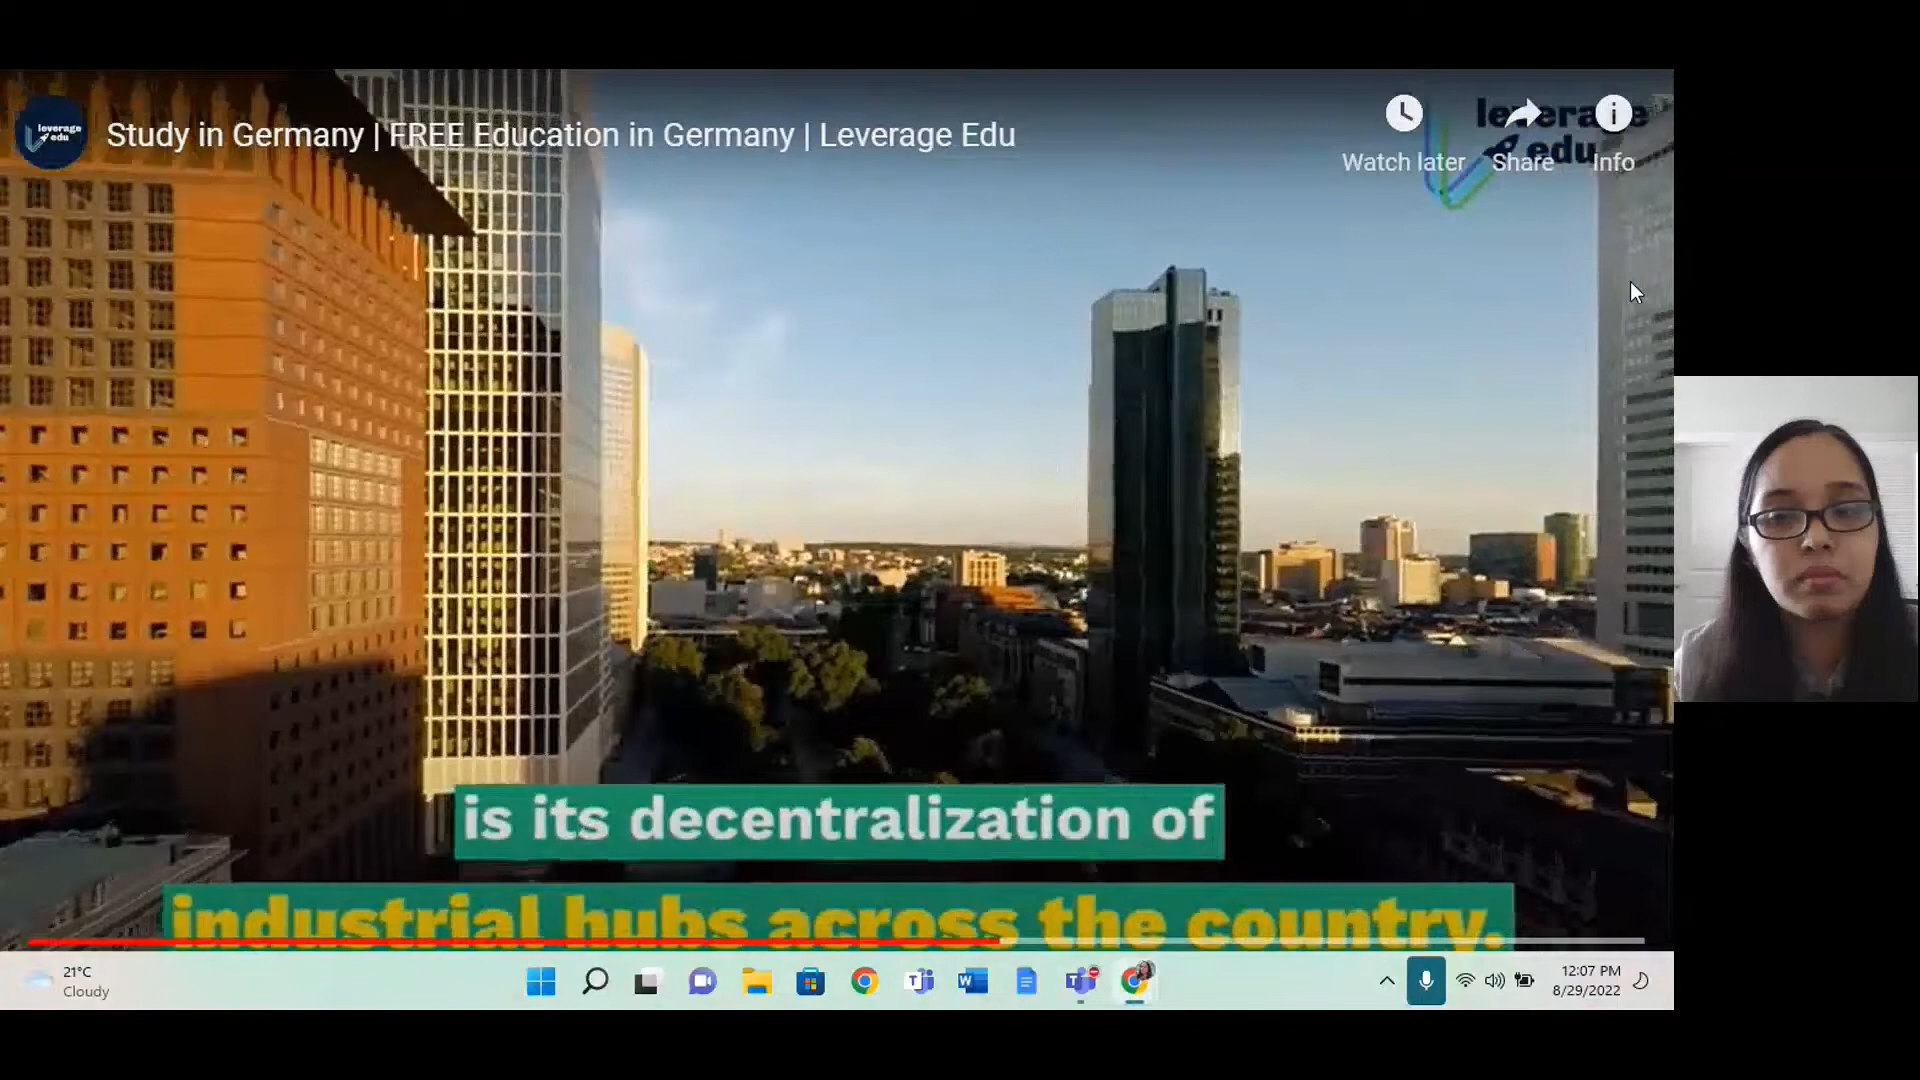 leverage
edu
Study in Germany | FREE Education in Germany | Leverage Edu
leverage
edu
Watch later
Share
Info
is its decentralization of
industrial hubs across the country.
21°C
Cloudy
12:07 PM
8/29/2022